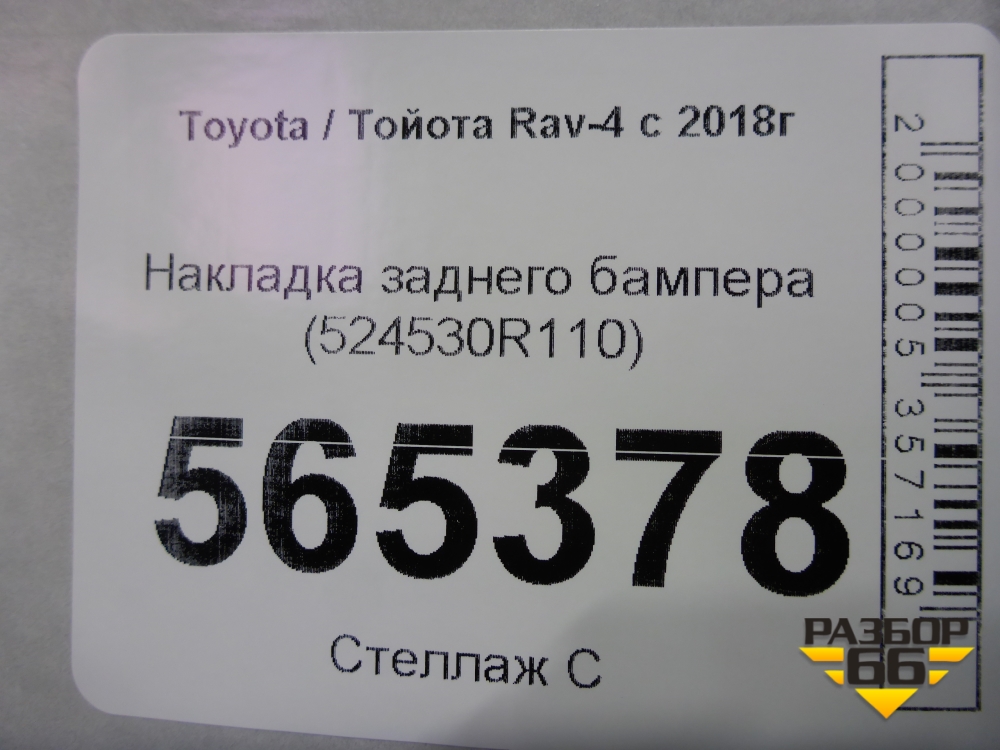 Toyota / Тойота Rav-4 с 2018г
Накладка заднего бампера
(524530R110)
565378
Стеллаж С
2000005357169
РАЗБОР
66